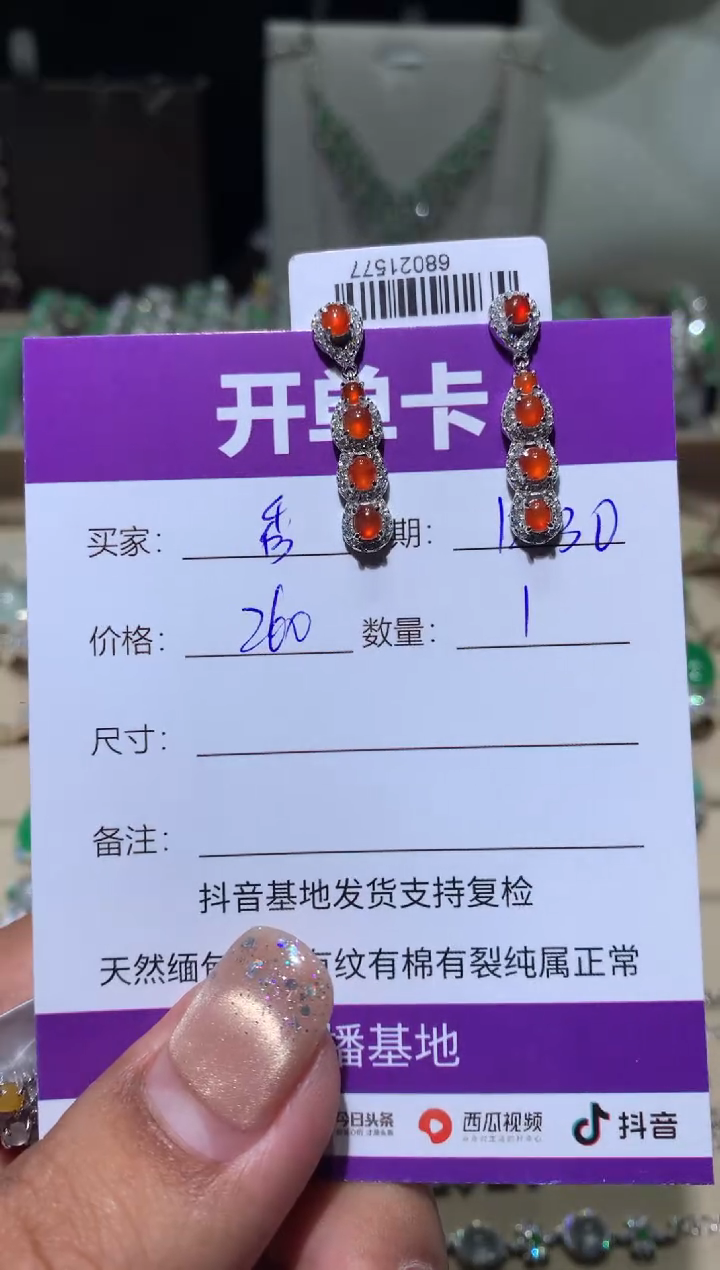 68021577
开单卡
买家： 秀 期： 30
价格： 260 数量： 1
尺寸：
备注：
抖音基地发货支持复检
天然缅 纹有棉有裂纯属正常
播基地
今日头条 西瓜视频 抖音